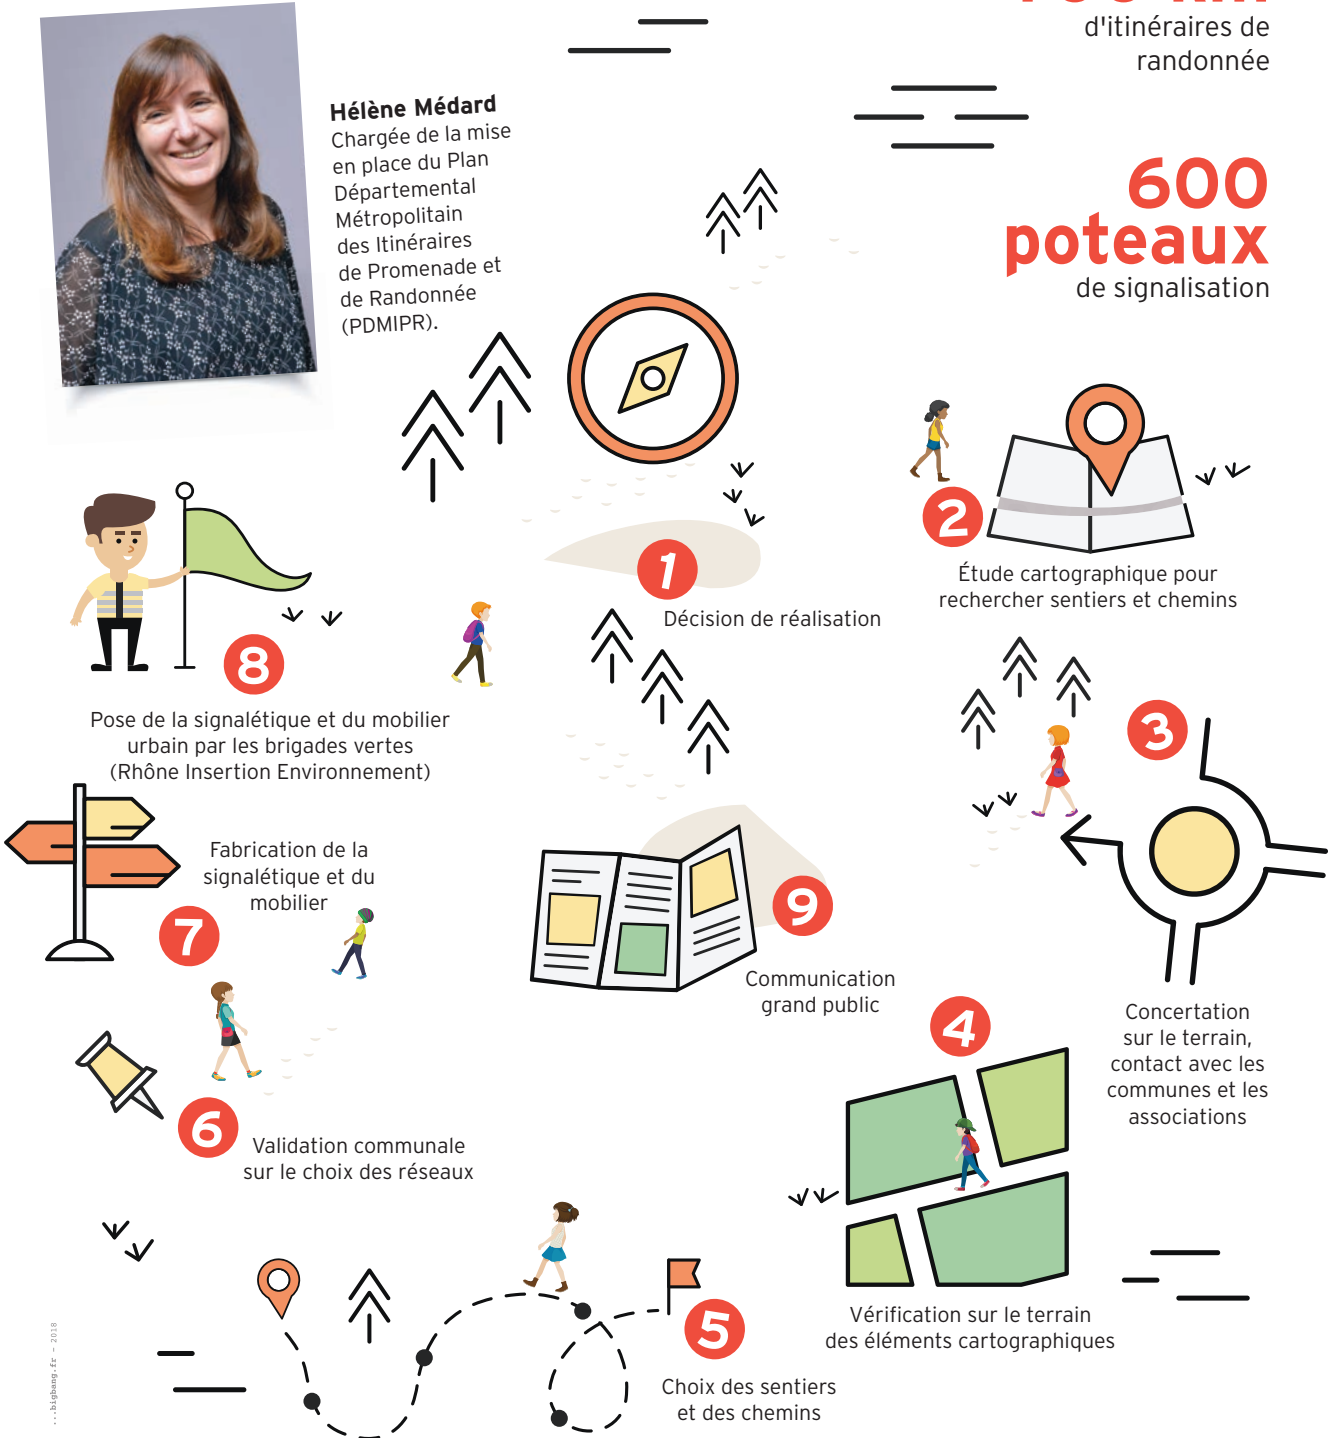 d'itinéraires de
randonnée
Hélène Médard
Chargée de la mise
en place du Plan
Départemental
Métropolitain
des Itinéraires
de Promenade et
de Randonnée
(PDMIPR).
600
poteaux
de signalisation
1
Décision de réalisation
2
Étude cartographique pour
rechercher sentiers et chemins
3
Concertation
sur le terrain,
contact avec les
communes et les
associations
4
Vérification sur le terrain
des éléments cartographiques
5
Choix des sentiers
et des chemins
6
Validation communale
sur le choix des réseaux
7
Fabrication de la
signalétique et du
mobilier
8
Pose de la signalétique et du mobilier
urbain par les brigades vertes
(Rhône Insertion Environnement)
9
Communication
grand public
...bigbang.fr - 2018